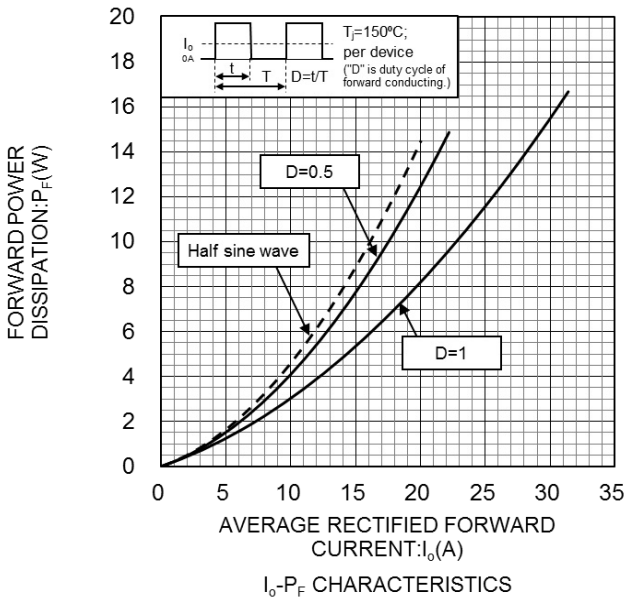 20
18
16
14
12
10
8
6
4
2
0
FORWARD POWER
DISSIPATION:PF(W)
Io
0A
t
T
D=t/T
Tj=150ºC;
per device
("D" is duty cycle of
forward conducting.)
D=0.5
Half sine wave
D=1
0 5 10 15 20 25 30 35
AVERAGE RECTIFIED FORWARD
CURRENT:Io(A)
Io-PF CHARACTERISTICS